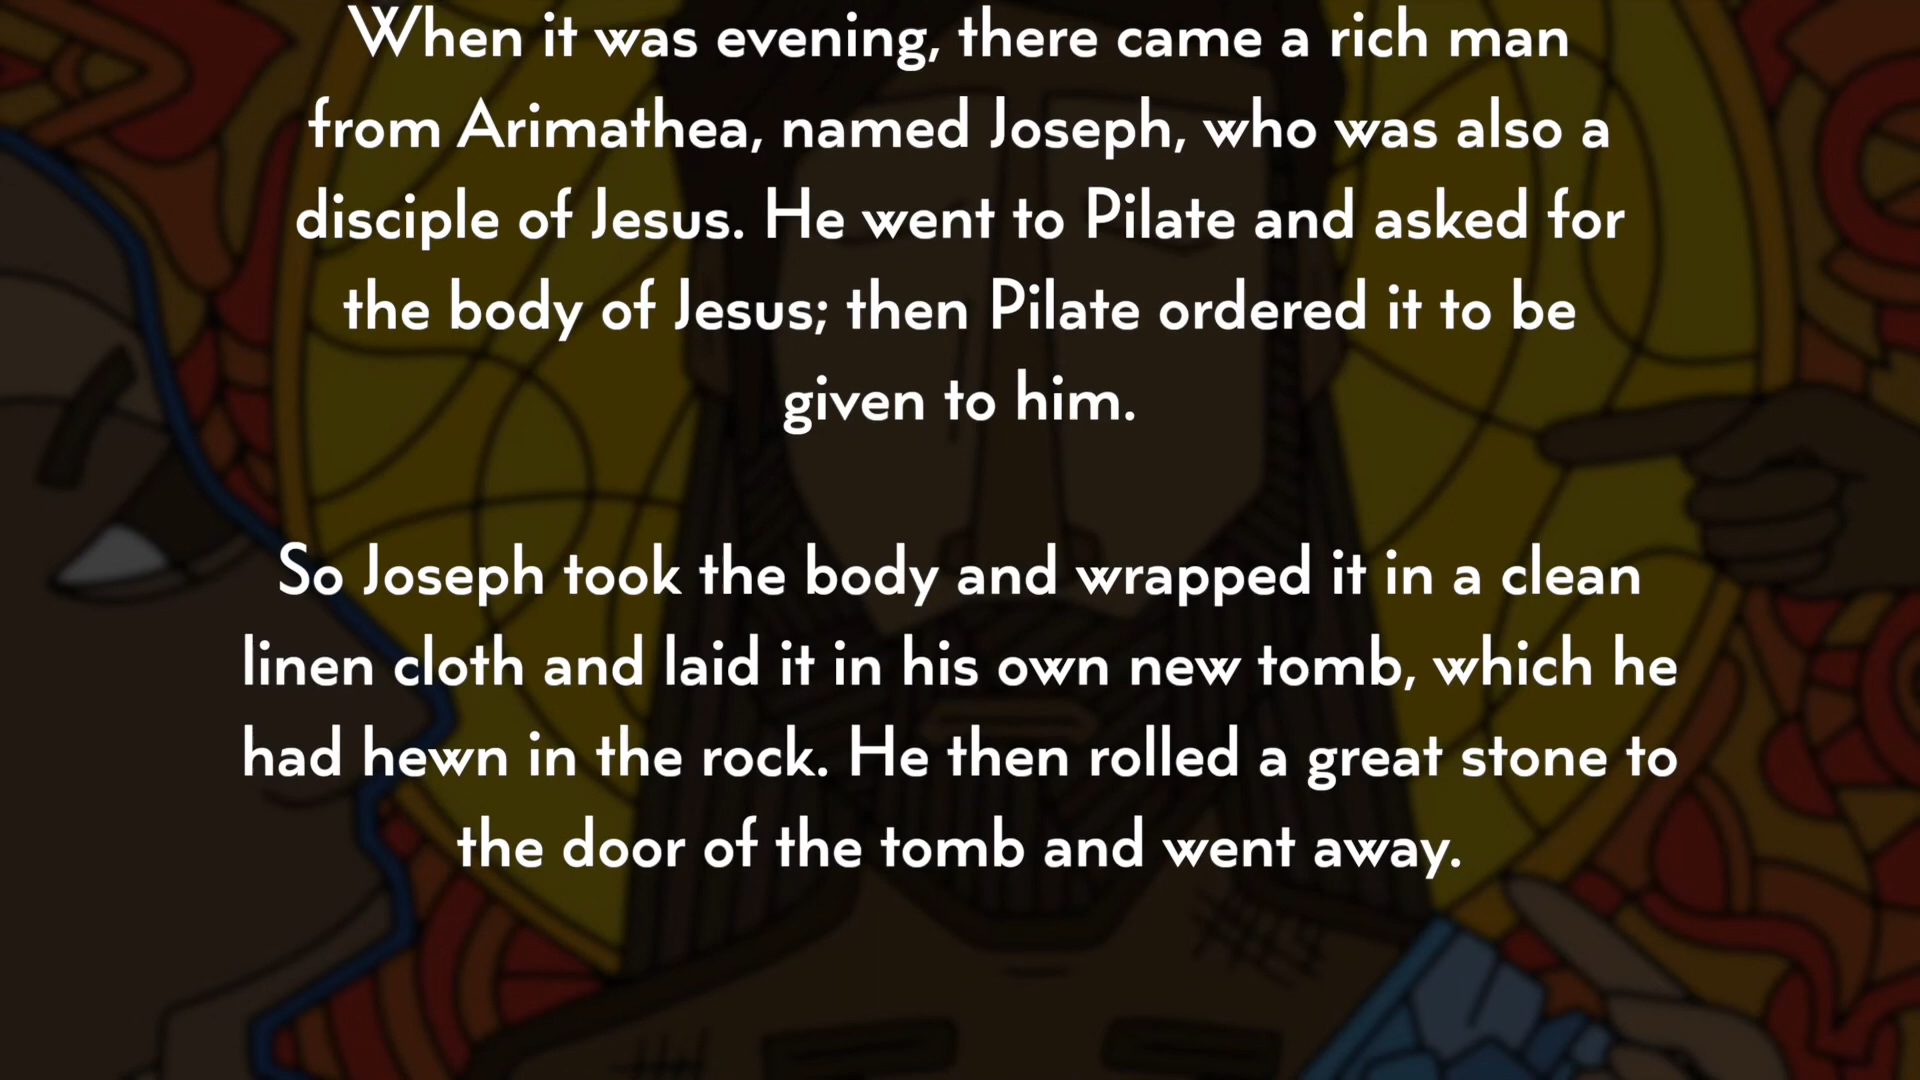 When it was evening, there came a rich man
from Arimathea, named Joseph, who was also a
disciple of Jesus. He went to Pilate and asked for
the body of Jesus; then Pilate ordered it to be
given to him.
So Joseph took the body and wrapped it in a clean
linen cloth and laid it in his own new tomb, which he
had hewn in the rock. He then rolled a great stone to
the door of the tomb and went away.